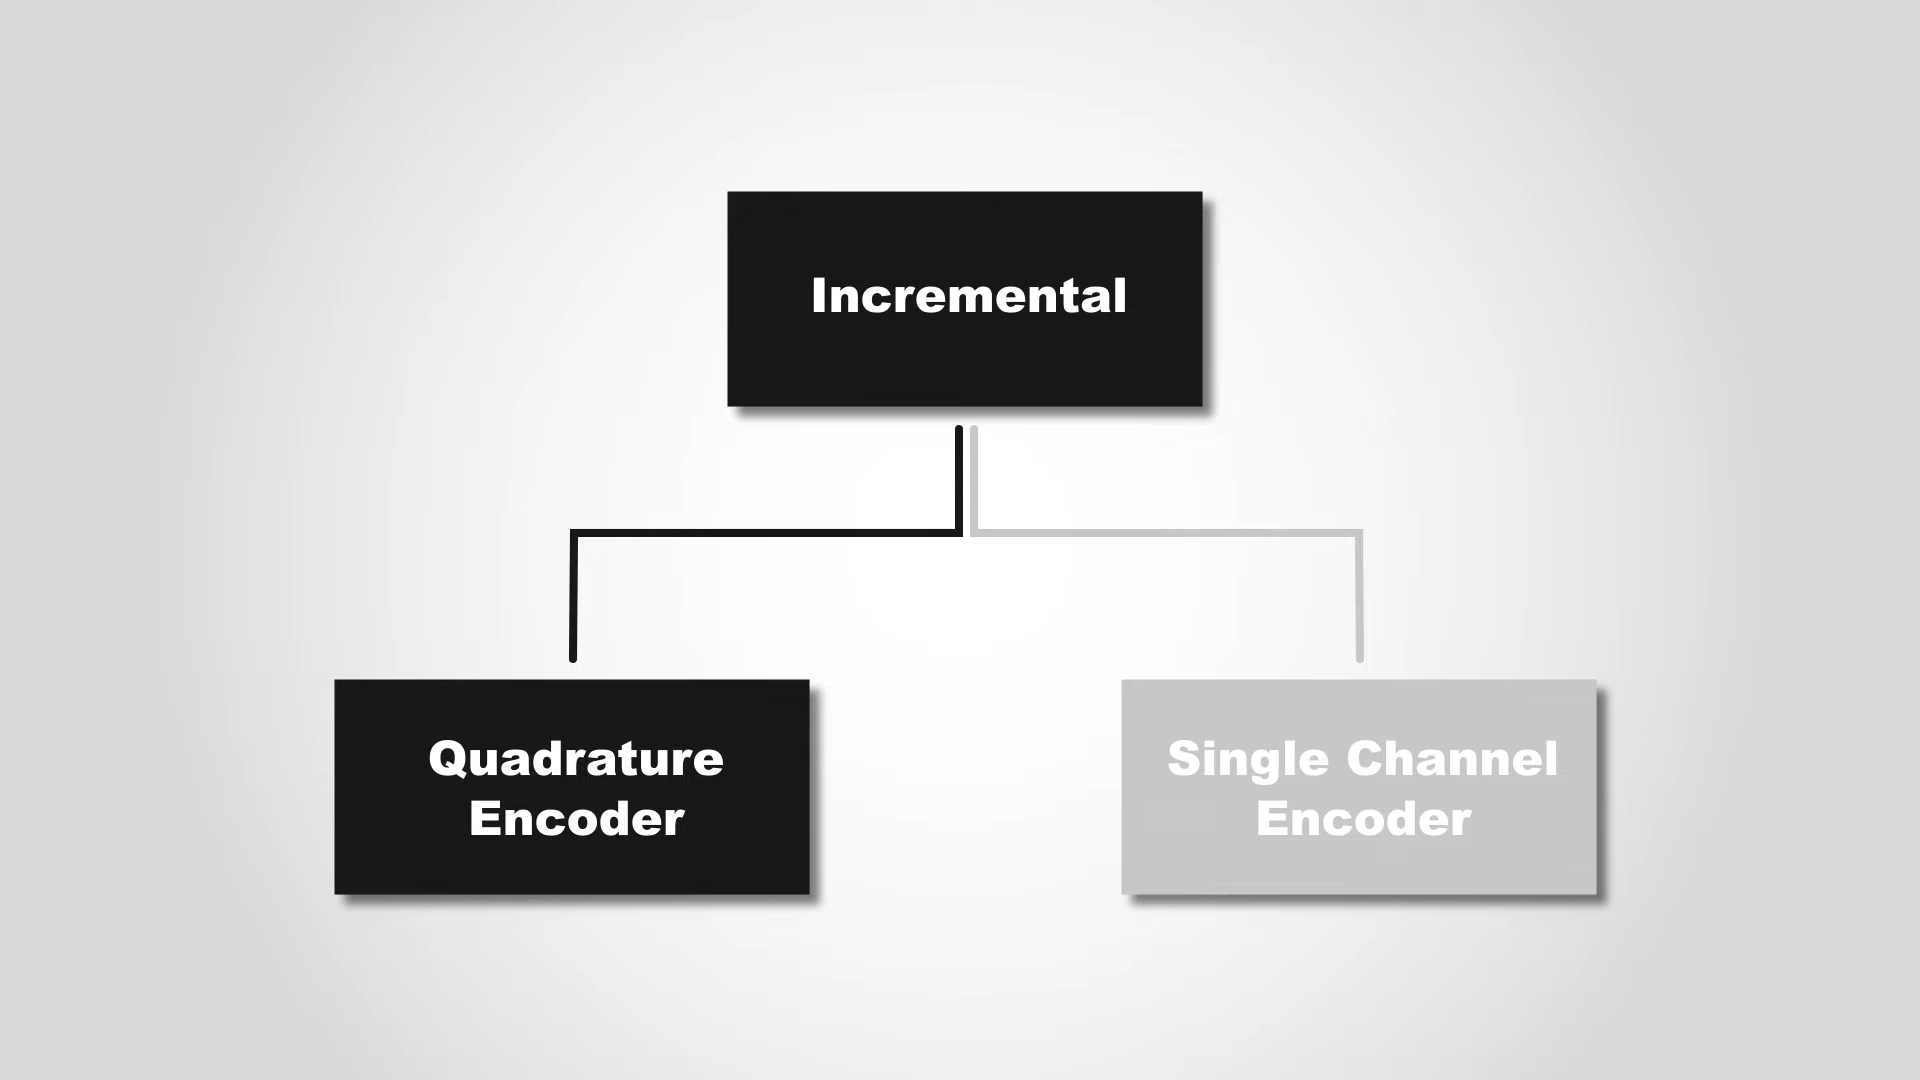 Incremental
Quadrature
Encoder
Single Channel
Encoder